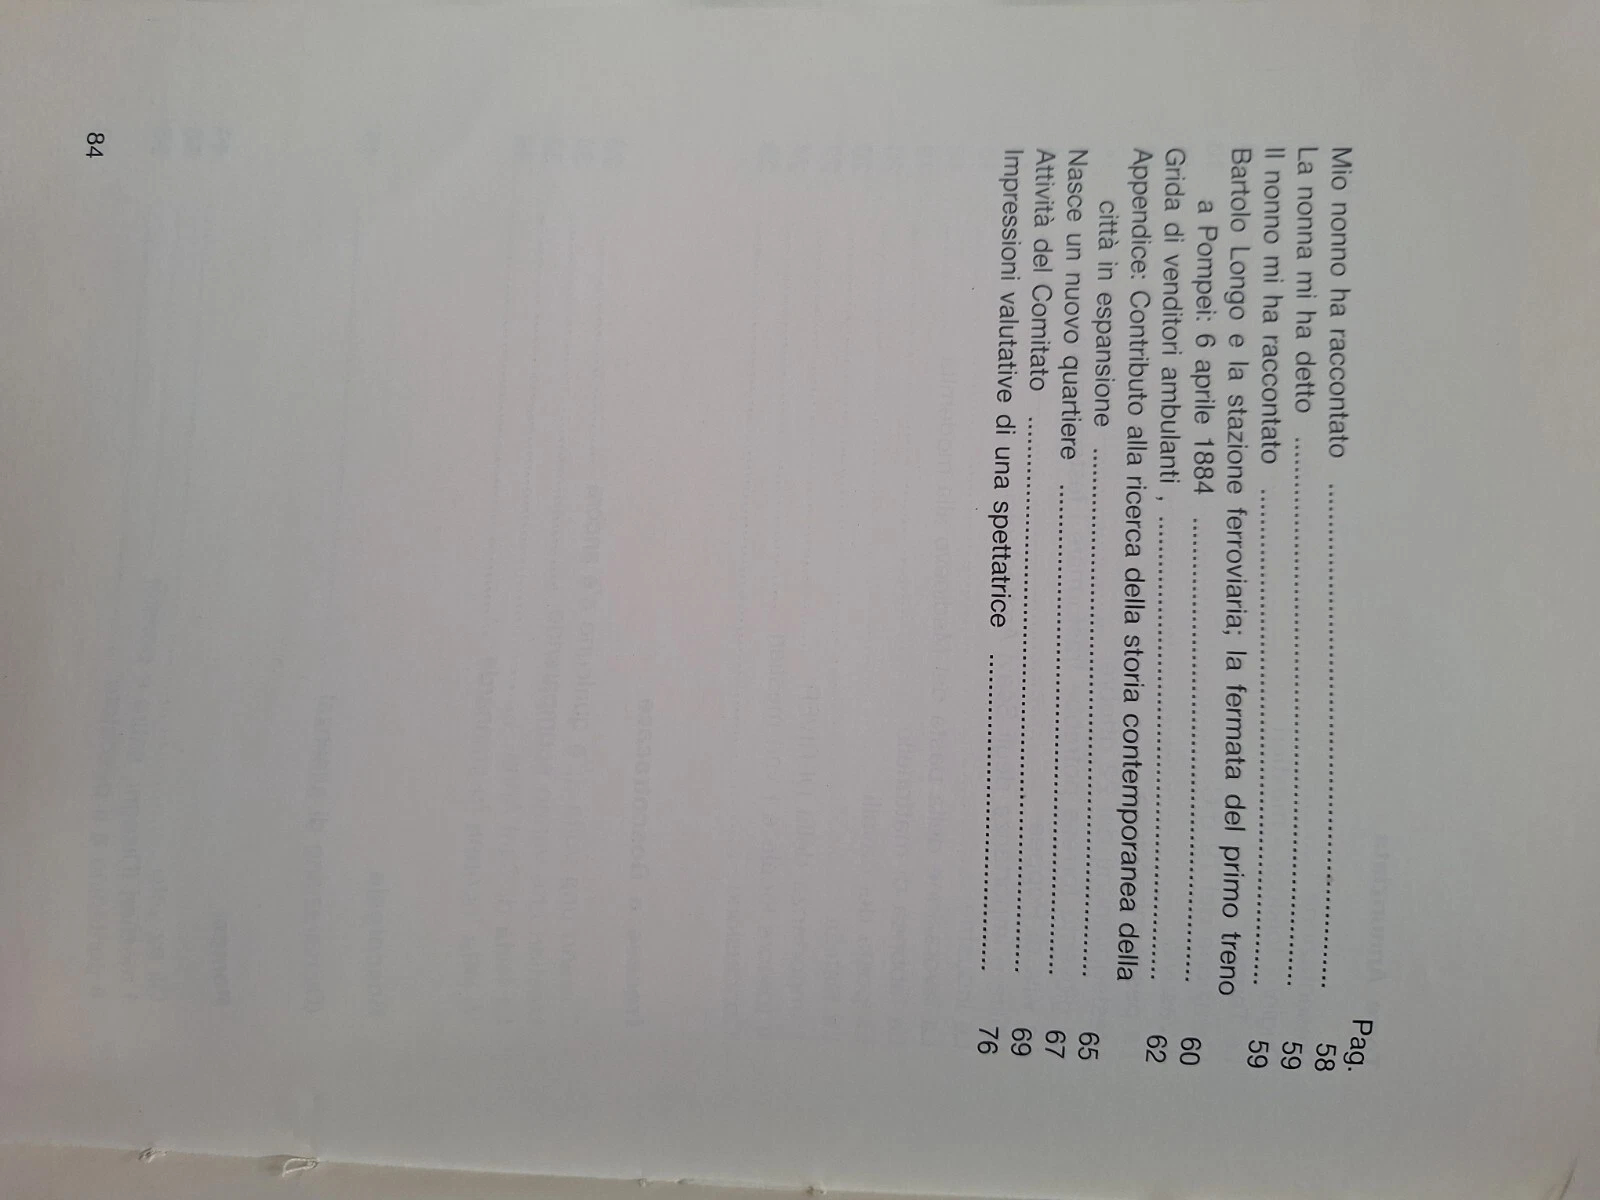 Pag.
Mio nonno ha raccontato ........................................................ 58
La nonna mi ha detto ............................................................. 59
Il nonno mi ha raccontato ....................................................... 59
Bartolo Longo e la stazione ferroviaria; la fermata del primo treno
a Pompei: 6 aprile 1884 .................................................... 60
Grida di venditori ambulanti , .................................................... 62
Appendice: Contributo alla ricerca della storia contemporanea della
città in espansione ............................................................ 65
Nasce un nuovo quartiere ....................................................... 67
Attività del Comitato ............................................................... 69
Impressioni valutative di una spettatrice .................................... 76
84